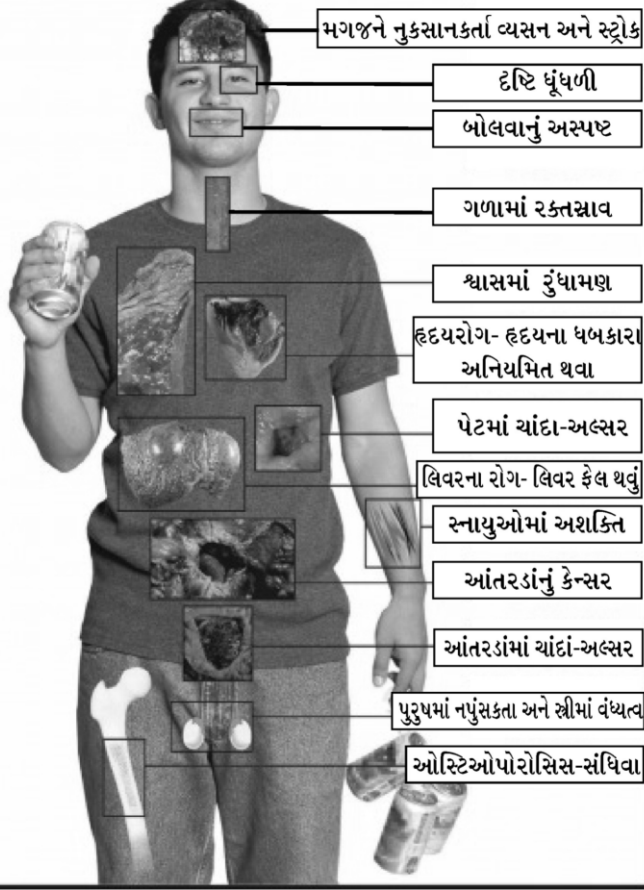 મગજને નુકસાનકર્તા વ્યસન અને સ્ટ્રોક
દૃષ્ટિ ધૂંધળી
બોલવાનું અસ્પષ્ટ
ગળામાં રક્તસ્રાવ
શ્વાસમાં રુંધામણ
હૃદયરોગ- હૃદયના ધબકારા
અનિયમિત થવા
પેટમાં ચાંદા-અલ્સર
લિવરના રોગ- લિવર ફેલ થવું
સ્નાયુઓમાં અશક્તિ
આંતરડાંનું કેન્સર
આંતરડાંમાં ચાંદાં-અલ્સર
પુરુષમાં નપુંસકતા અને સ્ત્રીમાં વંધ્યત્વ
ઓસ્ટિઓપોરોસિસ-સંધિવા